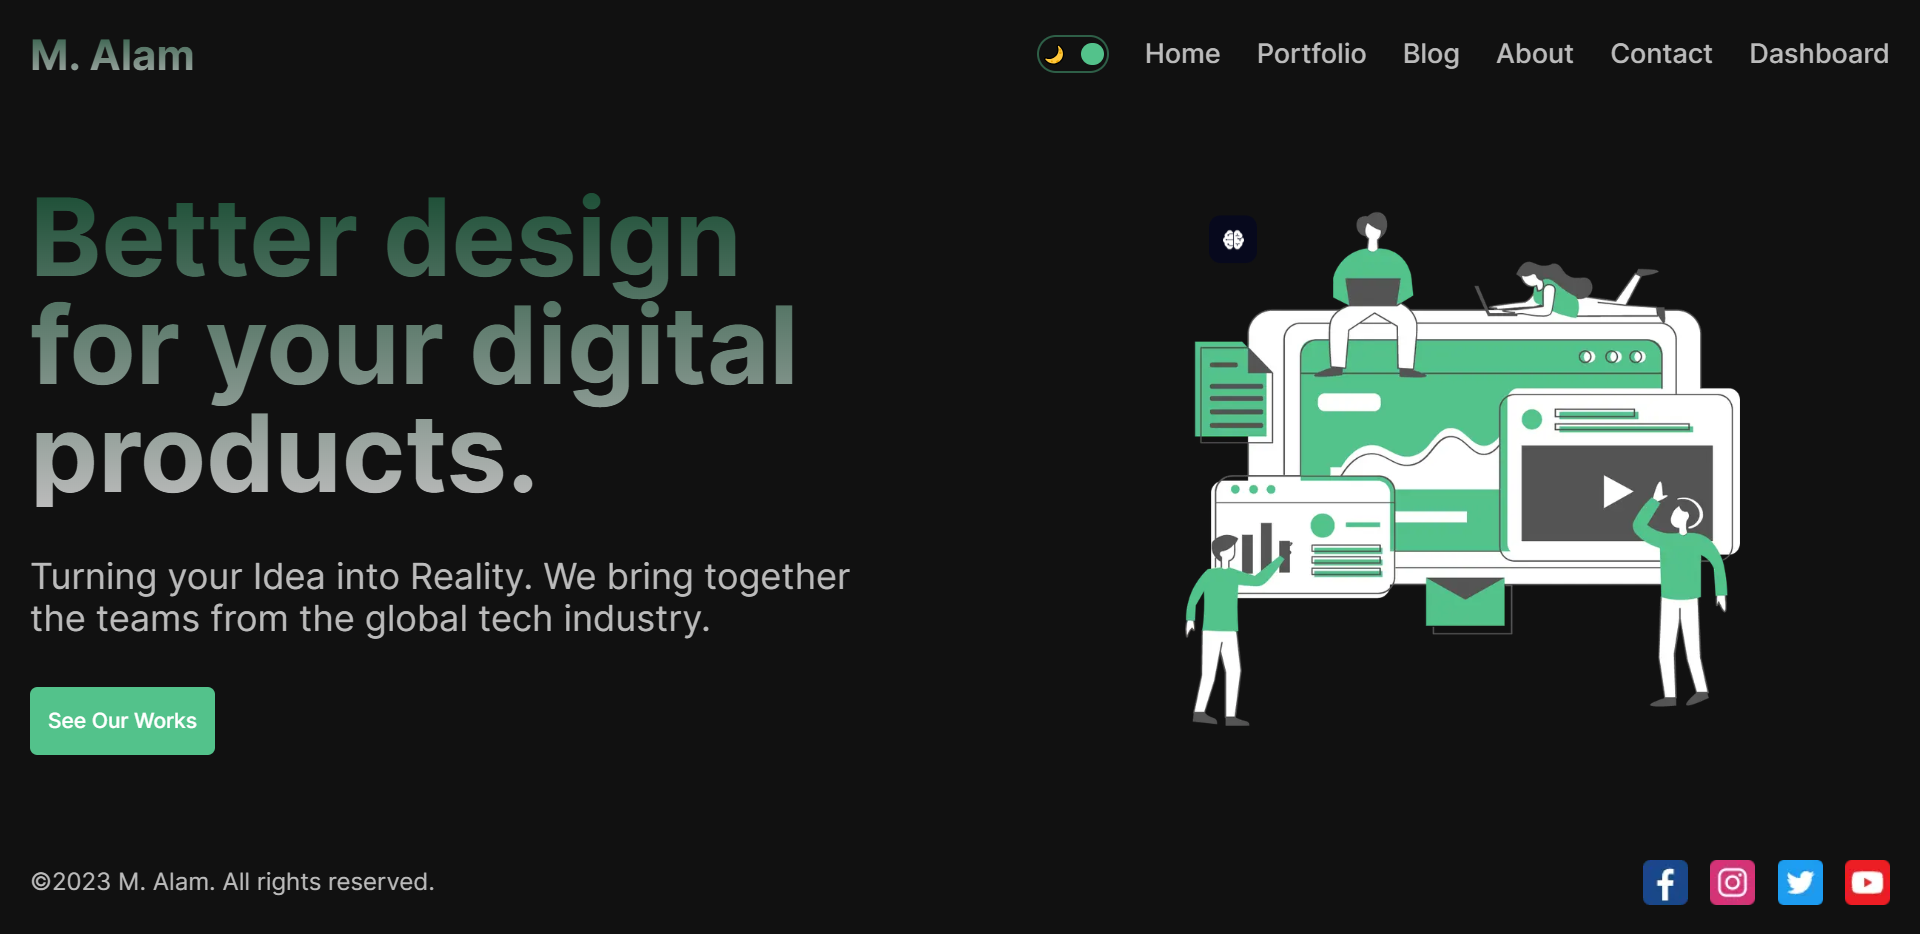 M. Alam
Home Portfolio Blog About Contact Dashboard
Better design
for your digital
products.
Turning your Idea into Reality. We bring together
the teams from the global tech industry.
See Our Works
©2023 M. Alam. All rights reserved.